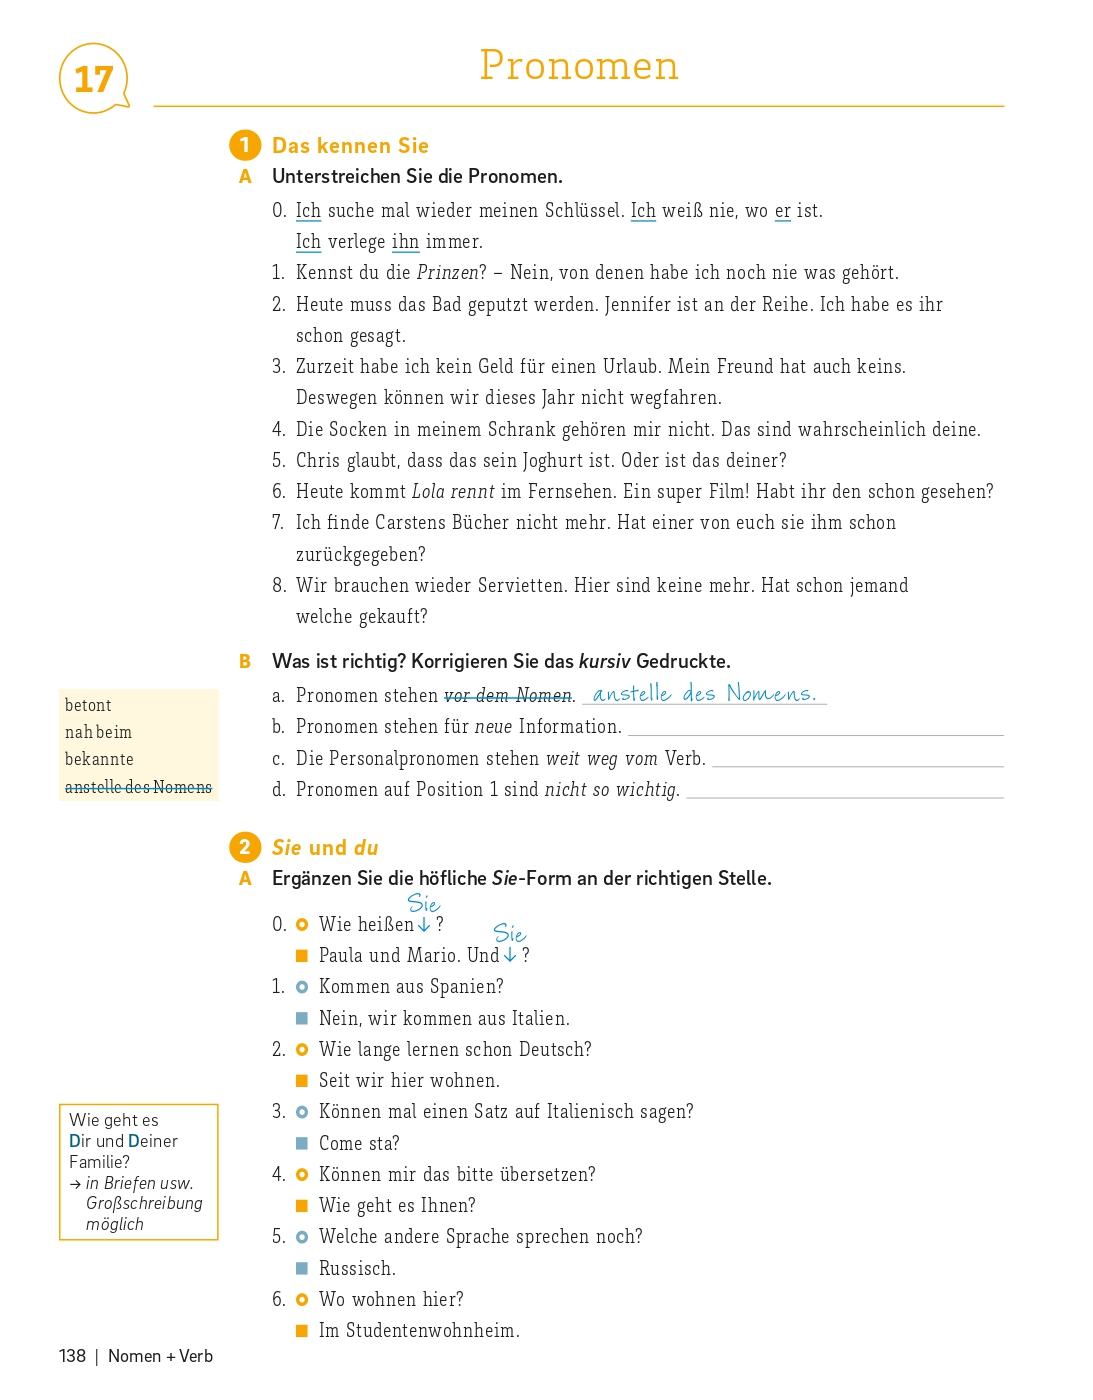 17
Pronomen
1 Das kennen Sie
A Unterstreichen Sie die Pronomen.
0. Ich suche mal wieder meinen Schlüssel. Ich weiß nie, wo er ist.
Ich verlege ihn immer.
1. Kennst du die Prinzen? – Nein, von denen habe ich noch nie was gehört.
2. Heute muss das Bad geputzt werden. Jennifer ist an der Reihe. Ich habe es ihr
schon gesagt.
3. Zurzeit habe ich kein Geld für einen Urlaub. Mein Freund hat auch keins.
Deswegen können wir dieses Jahr nicht wegfahren.
4. Die Socken in meinem Schrank gehören mir nicht. Das sind wahrscheinlich deine.
5. Chris glaubt, dass das sein Joghurt ist. Oder ist das deiner?
6. Heute kommt Lola rennt im Fernsehen. Ein super Film! Habt ihr den schon gesehen?
7. Ich finde Carstens Bücher nicht mehr. Hat einer von euch sie ihm schon
zurückgegeben?
8. Wir brauchen wieder Servietten. Hier sind keine mehr. Hat schon jemand
welche gekauft?
B Was ist richtig? Korrigieren Sie das kursiv Gedruckte.
betont
nah beim
bekannte
anstelle des Nomens
a. Pronomen stehen vor dem Nomen. anstelle des Nomens.
b. Pronomen stehen für neue Information.
c. Die Personalpronomen stehen weit weg vom Verb.
d. Pronomen auf Position 1 sind nicht so wichtig.
2 Sie und du
A Ergänzen Sie die höfliche Sie-Form an der richtigen Stelle.
Sie
0. Wie heißen ↓ ?
Sie
Paula und Mario. Und ↓ ?
1. Kommen aus Spanien?
Nein, wir kommen aus Italien.
2. Wie lange lernen schon Deutsch?
Seit wir hier wohnen.
3. Können mal einen Satz auf Italienisch sagen?
Come sta?
4. Können mir das bitte übersetzen?
Wie geht es Ihnen?
5. Welche andere Sprache sprechen noch?
Russisch.
6. Wo wohnen hier?
Im Studentenwohnheim.
Wie geht es
Dir und Deiner
Familie?
→ in Briefen usw.
Großschreibung
möglich
138 | Nomen + Verb